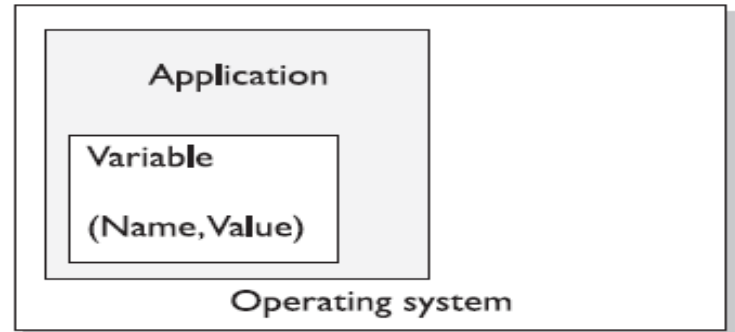 Application
Variable
(Name, Value)
Operating system